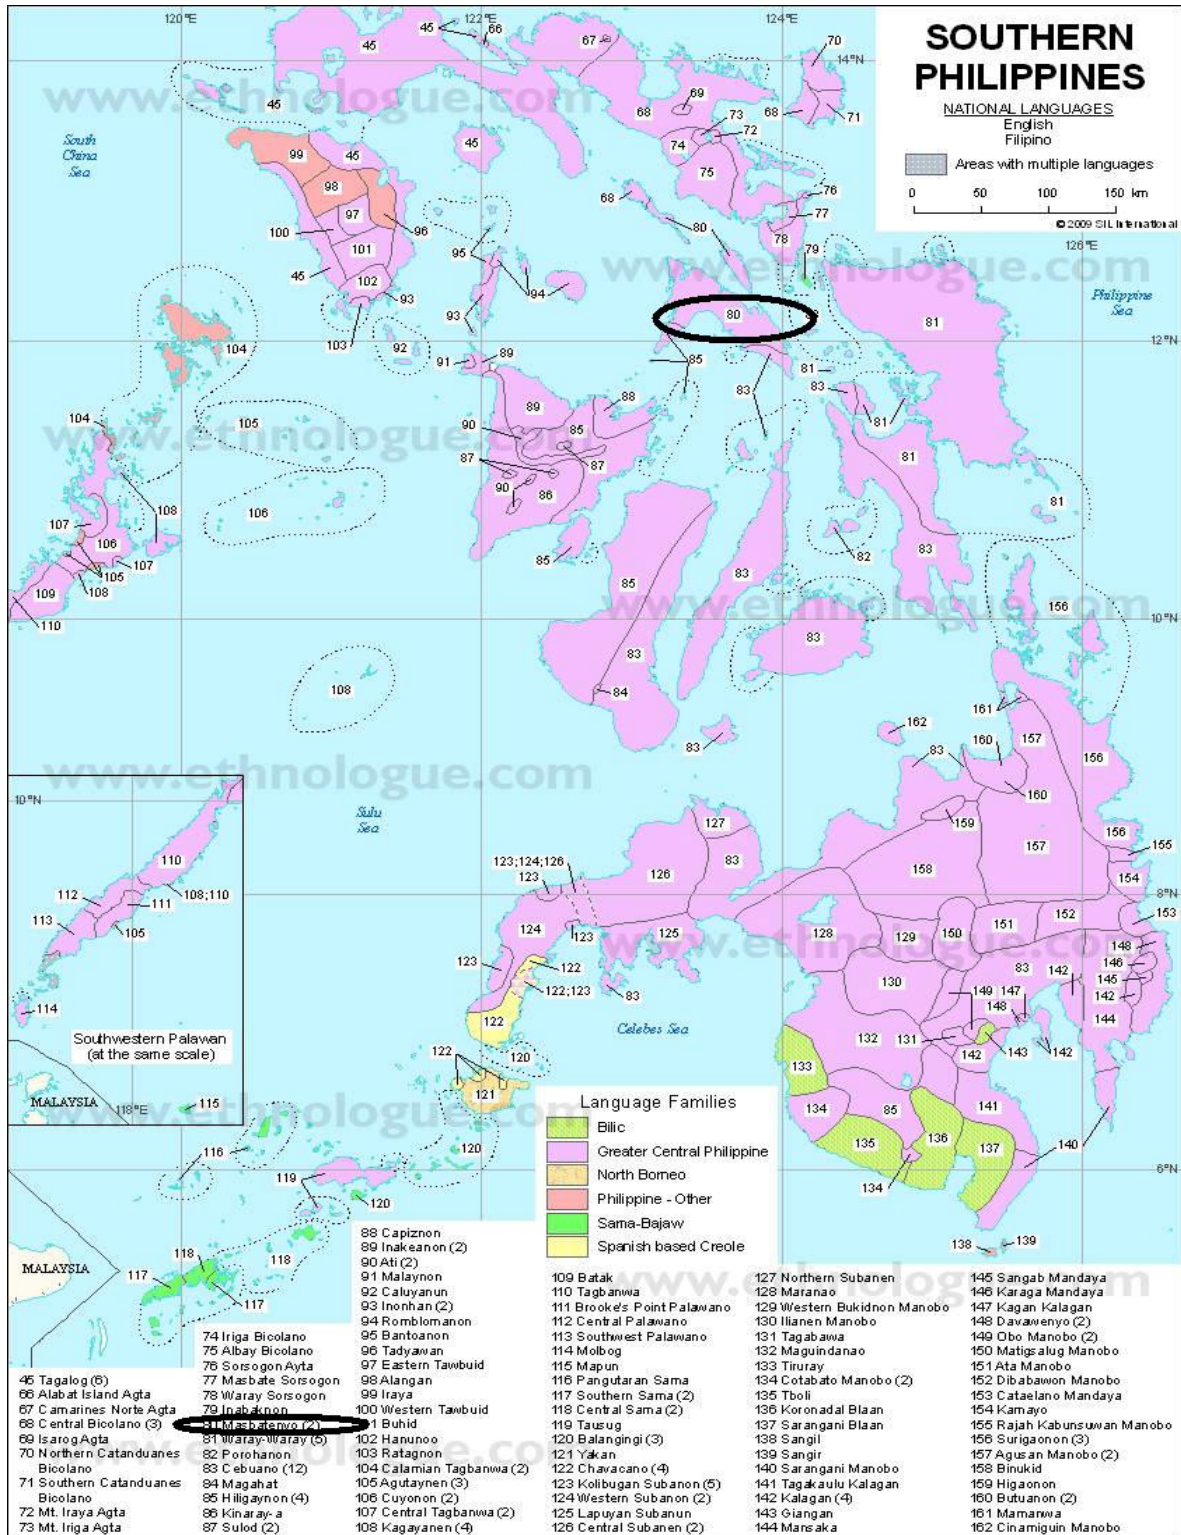 SOUTHERN
PHILIPPINES
NATIONAL LANGUAGES
English
Filipino
Areas with multiple languages
0 50 100 150 km
© 2009 SIL International
120°E
122°E
124°E
126°E
14°N
12°N
10°N
8°N
6°N
www.ethnologue.com
South
China
Sea
Philippine
Sea
Sulu
Sea
Celebes Sea
10°N
118°E
Southwestern Palawan
(at the same scale)
MALAYSIA
MALAYSIA
Language Families
Bilic
Greater Central Philippine
North Borneo
Philippine - Other
Sama-Bajaw
Spanish based Creole
45 Tagalog (6)
66 Alabat Island Agta
67 Camarines Norte Agta
68 Central Bicolano (3)
69 Isarog Agta
70 Northern Catanduanes
Bicolano
71 Southern Catanduanes
Bicolano
72 Mt. Iraya Agta
73 Mt. Iriga Agta
74 Iriga Bicolano
75 Albay Bicolano
76 Sorsogon Ayta
77 Masbate Sorsogon
78 Waray Sorsogon
79 Inabaknon
80 Masbatenyo (2)
81 Waray-Waray (5)
82 Porohanon
83 Cebuano (12)
84 Magahat
85 Hiligaynon (4)
86 Kinaray-a
87 Sulod (2)
88 Capiznon
89 Inakeanon (2)
90 Ati (2)
91 Malaynon
92 Caluyanun
93 Inonhan (2)
94 Romblomanon
95 Bantoanon
96 Tadyawan
97 Eastern Tawbuid
98 Alangan
99 Iraya
100 Western Tawbuid
Buhid
102 Hanunoo
103 Ratagnon
104 Calamian Tagbanwa (2)
105 Agutaynen (3)
106 Cuyonon (2)
107 Central Tagbanwa (2)
108 Kagayanen (4)
109 Batak
110 Tagbanwa
111 Brooke's Point Palawano
112 Central Palawano
113 Southwest Palawano
114 Molbog
115 Mapun
116 Pangutaran Sama
117 Southern Sama (2)
118 Central Sama (2)
119 Tausug
120 Balangingi (3)
121 Yakan
122 Chavacano (4)
123 Kolibugan Subanon (5)
124 Western Subanon (2)
125 Lapuyan Subanun
126 Central Subanen (2)
127 Northern Subanen
128 Maranao
129 Western Bukidnon Manobo
130 Ilianen Manobo
131 Tagabawa
132 Maguindanao
133 Tiruray
134 Cotabato Manobo (2)
135 Tboli
136 Koronadal Blaan
137 Sarangani Blaan
138 Sangil
139 Sangir
140 Sarangani Manobo
141 Tagakaulu Kalagan
142 Kalagan (4)
143 Giangan
144 Mansaka
145 Sangab Mandaya
146 Karaga Mandaya
147 Kagan Kalagan
148 Davawenyo (2)
149 Obo Manobo (2)
150 Matigsalug Manobo
151 Ata Manobo
152 Dibabawon Manobo
153 Cataelano Mandaya
154 Kamayo
155 Rajah Kabunsuwan Manobo
156 Surigaonon (3)
157 Agusan Manobo (2)
158 Binukid
159 Higaonon
160 Butuanon (2)
161 Mamanwa
162 Cinamiguin Manobo